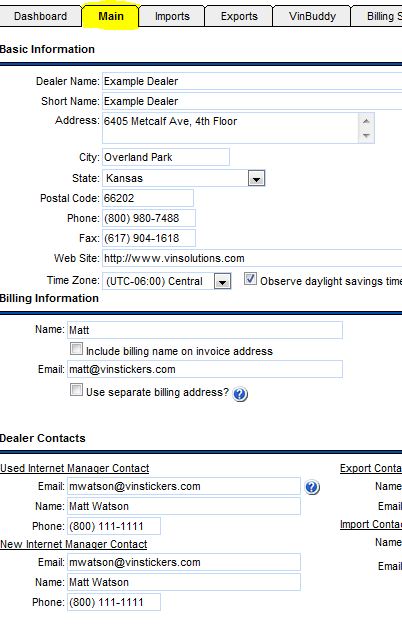 Dashboard Main Imports Exports VinBuddy Billing S
Basic Information
Dealer Name: Example Dealer
Short Name: Example Dealer
Address: 6405 Metcalf Ave, 4th Floor
City: Overland Park
State: Kansas
Postal Code: 66202
Phone: (800) 980-7488
Fax: (617) 904-1618
Web Site: http://www.vinsolutions.com
Time Zone: (UTC-06:00) Central Observe daylight savings time
Billing Information
Name: Matt
Include billing name on invoice address
Email: matt@vinstickers.com
Use separate billing address? ?
Dealer Contacts
Used Internet Manager Contact
Email: mwatson@vinstickers.com ?
Name: Matt Watson
Phone: (800) 111-1111
New Internet Manager Contact
Email: mwatson@vinstickers.com
Name: Matt Watson
Phone: (800) 111-1111
Export Conta
Name
Email
Import Contac
Name
Email